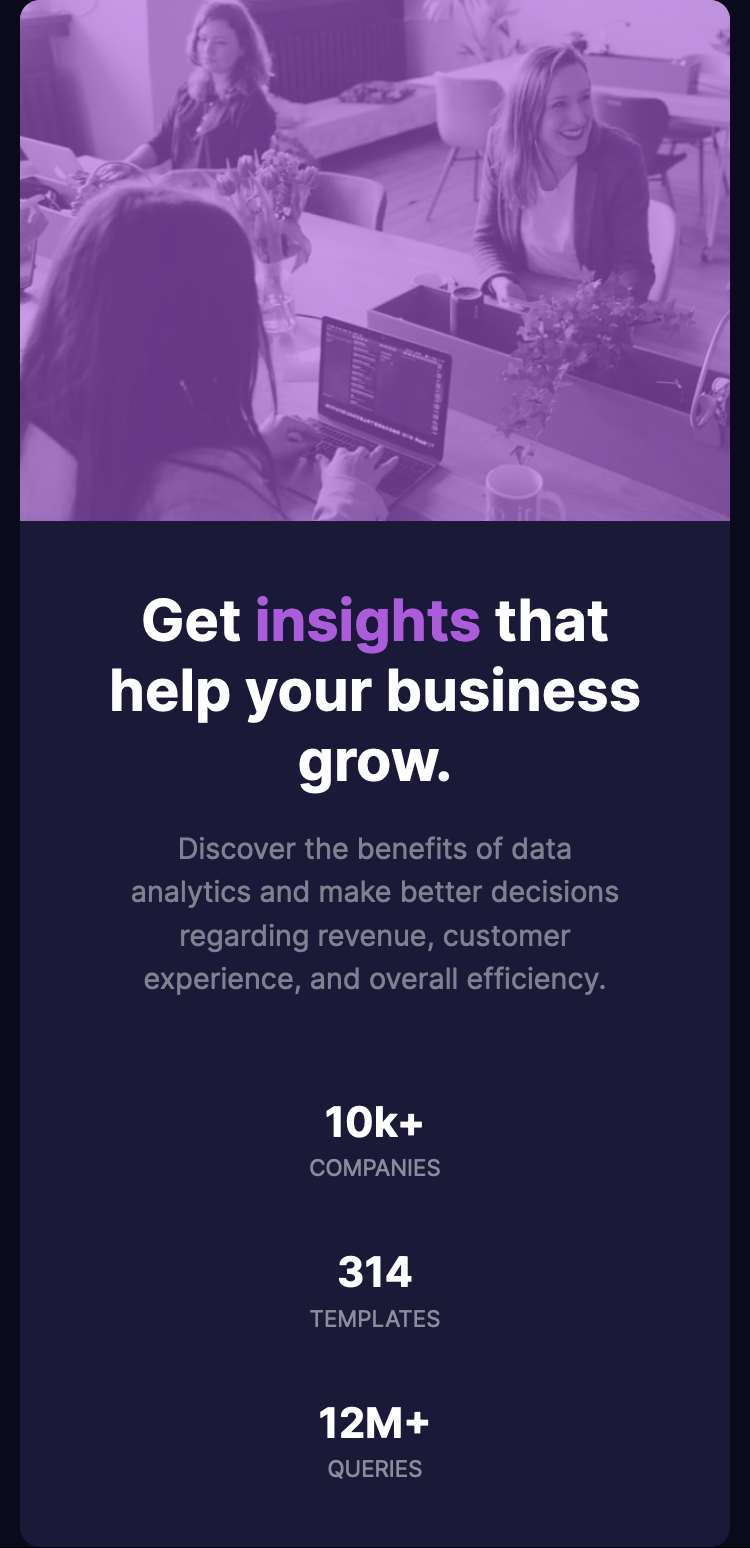 Get insights that
help your business
grow.
Discover the benefits of data
analytics and make better decisions
regarding revenue, customer
experience, and overall efficiency.
10k+
COMPANIES
314
TEMPLATES
12M+
QUERIES